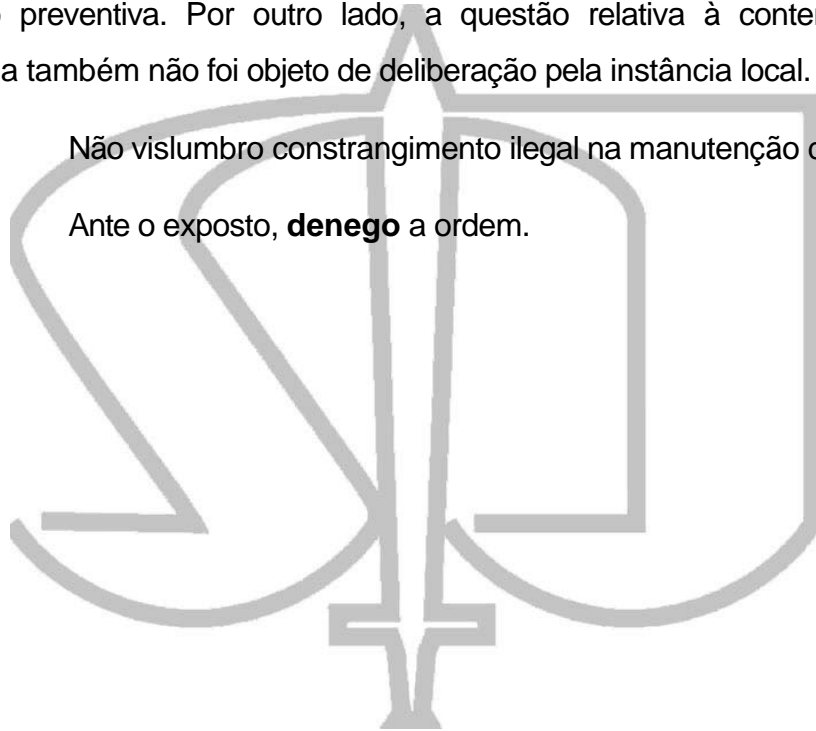 preventiva. Por outro lado, a questão relativa à
a também não foi objeto de deliberação pela instância local.
Não vislumbro constrangimento ilegal na manutenção
Ante o exposto, denego a ordem.